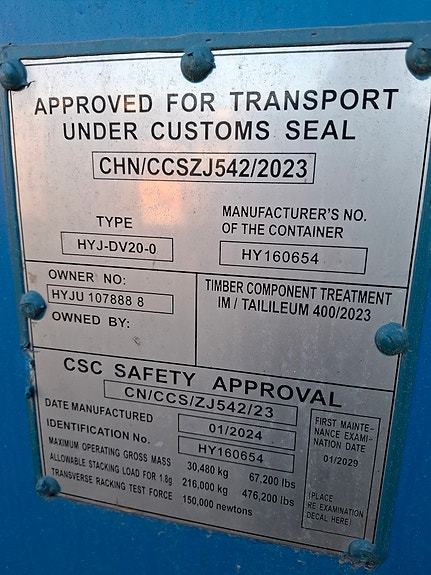 APPROVED FOR TRANSPORT
UNDER CUSTOMS SEAL
CHN/CCSZJ542/2023
TYPE
HYJ-DV20-0
MANUFACTURER'S NO.
OF THE CONTAINER
HY160654
OWNER NO:
HYJU 107888 8
OWNED BY:
TIMBER COMPONENT TREATMENT
IM / TAILILEUM 400/2023
CSC SAFETY APPROVAL
CN/CCS/ZJ542/23
DATE MANUFACTURED 01/2024
IDENTIFICATION No. HY160654
MAXIMUM OPERATING GROSS MASS 30,480 kg 67,200 lbs
ALLOWABLE STACKING LOAD FOR 1.8g 216,000 kg 476,200 lbs
TRANSVERSE RACKING TEST FORCE 150,000 newtons
FIRST MAINTE-
NANCE EXAMI-
NATION DATE
01/2029
(PLACE
RE EXAMINATION
DECAL HERE)